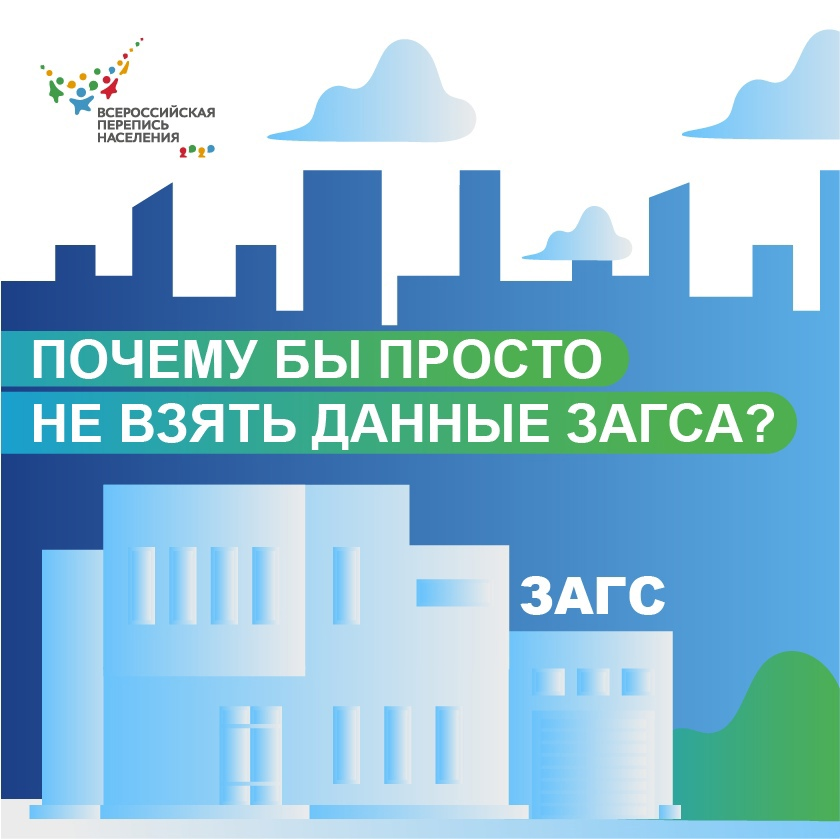 ВСЕРОССИЙСКАЯ
ПЕРЕПИСЬ
НАСЕЛЕНИЯ
2020
ПОЧЕМУ БЫ ПРОСТО
НЕ ВЗЯТЬ ДАННЫЕ ЗАГСА?
ЗАГС